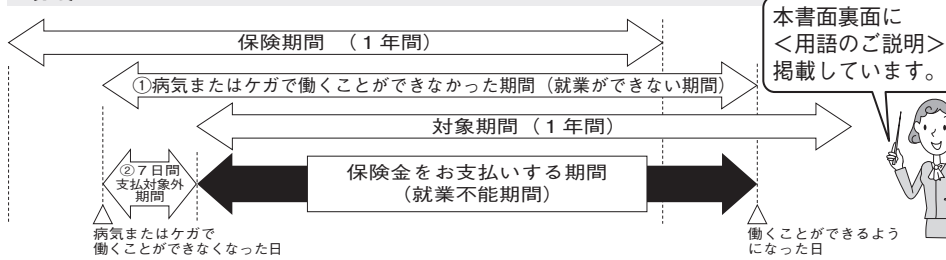 本書面裏面に
＜用語のご説明＞
掲載しています。
保険期間 （1年間）
①病気またはケガで働くことができなかった期間（就業ができない期間）
対象期間（1年間）
②7日間
支払対象外
期間
保険金をお支払いする期間
（就業不能期間）
病気またはケガで
働くことができなくなった日
働くことができるよう
になった日